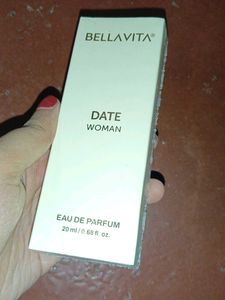 BELLAVITA®
DATE
WOMAN
EAU DE PARFUM
20 ml / 0.68 fl. oz.